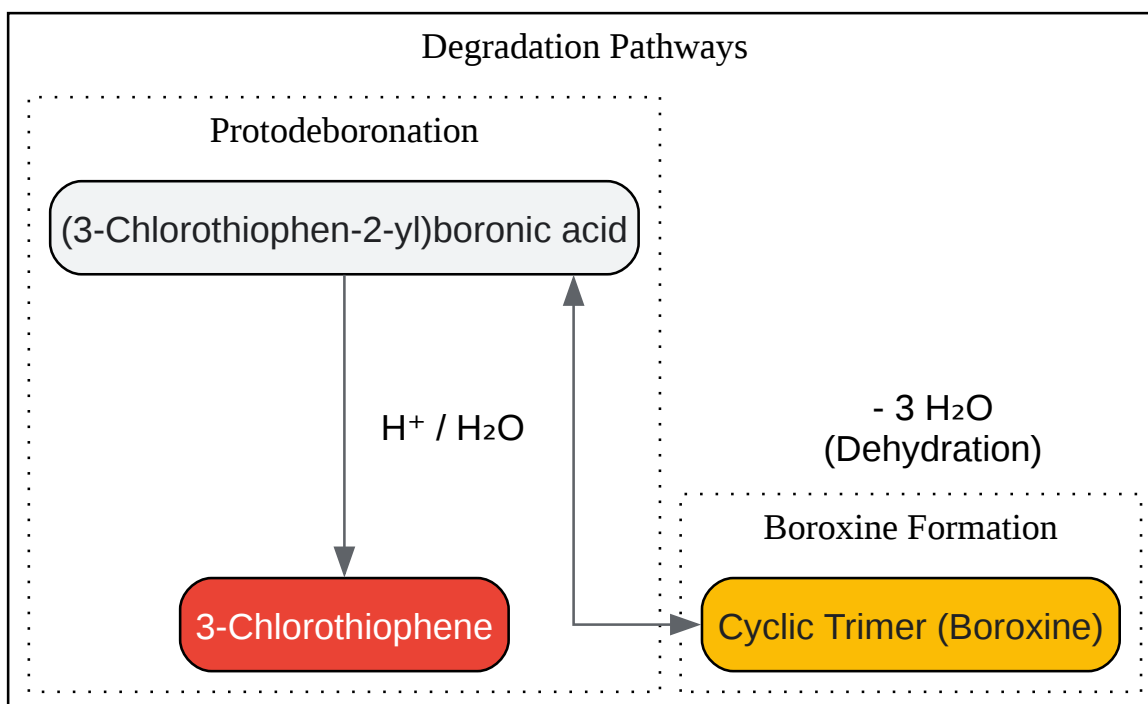 Degradation Pathways
Protodeboronation
(3-Chlorothiophen-2-yl)boronic acid
H⁺ / H₂O
- 3 H₂O
(Dehydration)
Boroxine Formation
3-Chlorothiophene
Cyclic Trimer (Boroxine)